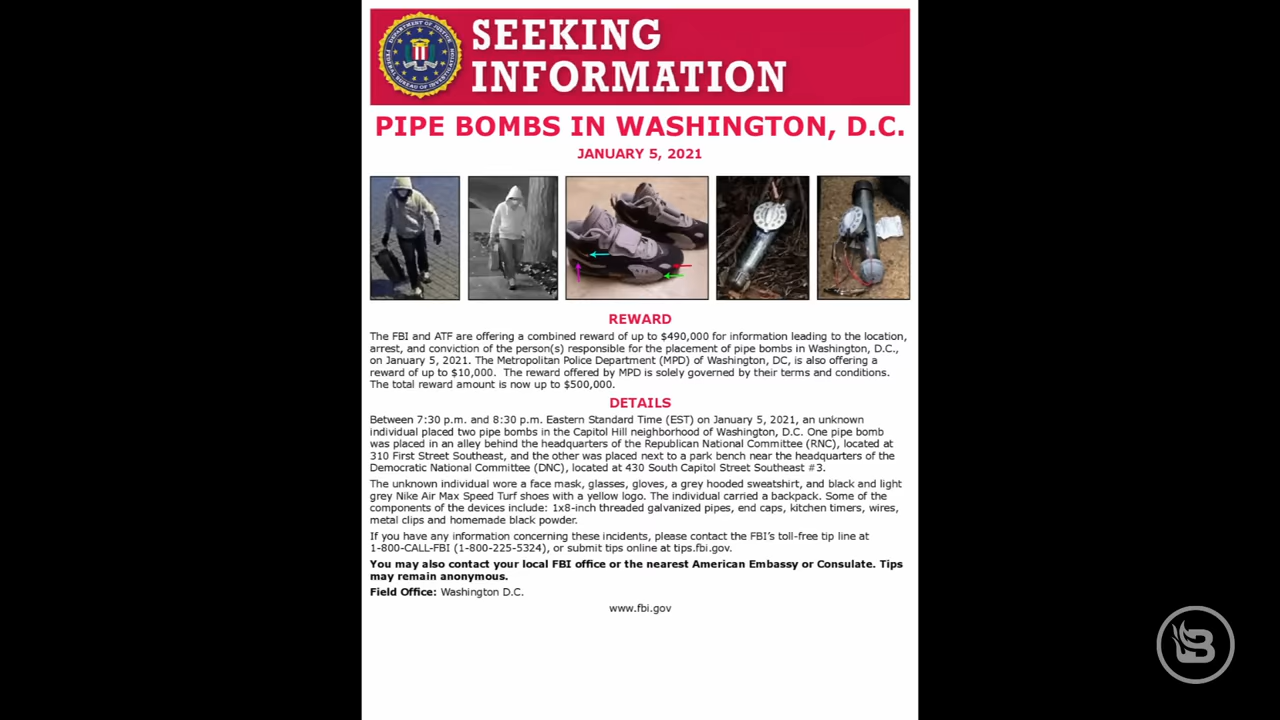 SEEKING
INFORMATION
PIPE BOMBS IN WASHINGTON, D.C.
JANUARY 5, 2021
REWARD
The FBI and ATF are offering a combined reward of up to $490,000 for information leading to the location,
arrest, and conviction of the person(s) responsible for the placement of pipe bombs in Washington, D.C.,
on January 5, 2021. The Metropolitan Police Department (MPD) of Washington, DC, is also offering a
reward of up to $10,000. The reward offered by MPD is solely governed by their terms and conditions.
The total reward amount is now up to $500,000.
DETAILS
Between 7:30 p.m. and 8:30 p.m. Eastern Standard Time (EST) on January 5, 2021, an unknown
individual placed two pipe bombs in the Capitol Hill neighborhood of Washington, D.C. One pipe bomb
was placed in an alley behind the headquarters of the Republican National Committee (RNC), located at
310 First Street Southeast, and the other was placed next to a park bench near the headquarters of the
Democratic National Committee (DNC), located at 430 South Capitol Street Southeast #3.
The unknown individual wore a face mask, glasses, gloves, a grey hooded sweatshirt, and black and light
grey Nike Air Max Speed Turf shoes with a yellow logo. The individual carried a backpack. Some of the
components of the devices include: 1x8-inch threaded galvanized pipes, end caps, kitchen timers, wires,
metal clips and homemade black powder.
If you have any information concerning these incidents, please contact the FBI's toll-free tip line at
1-800-CALL-FBI (1-800-225-5324), or submit tips online at tips.fbi.gov.
You may also contact your local FBI office or the nearest American Embassy or Consulate. Tips
may remain anonymous.
Field Office: Washington D.C.
www.fbi.gov
B